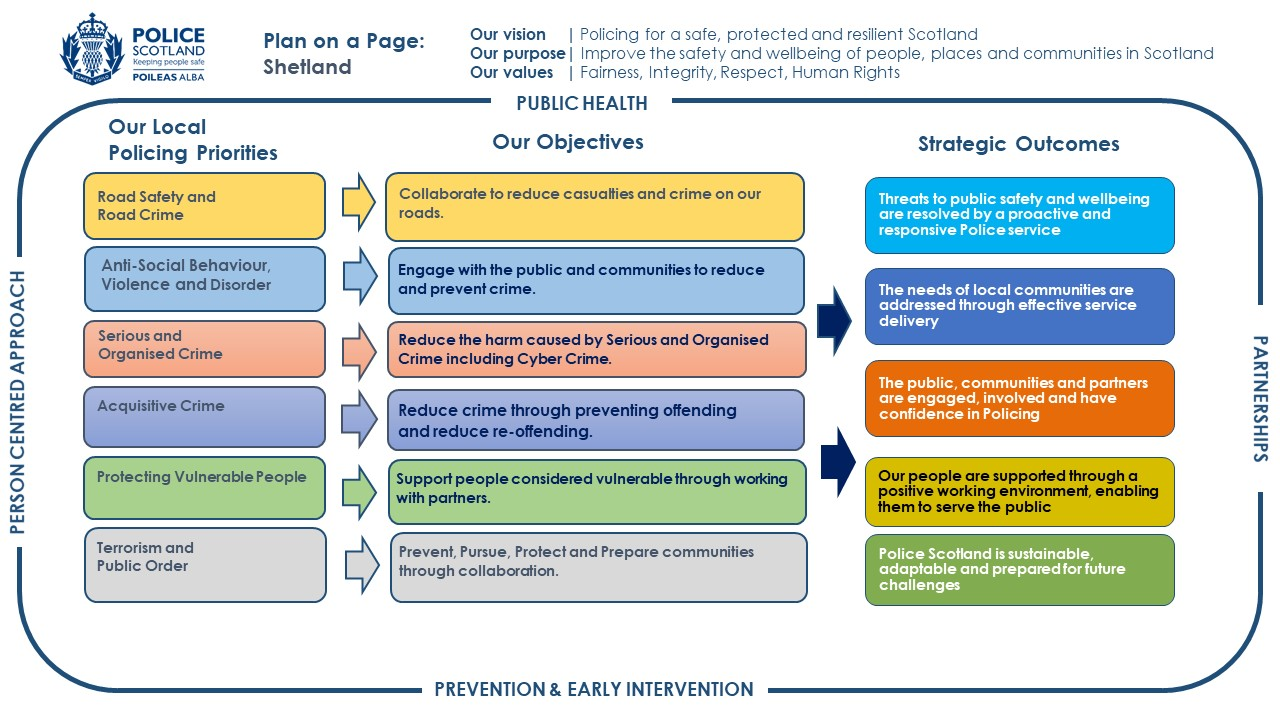 POLICE
SCOTLAND
Keeping people safe
POILEAS ALBA
SEMPER VIGILO
Plan on a Page:
Shetland
Our vision | Policing for a safe, protected and resilient Scotland
Our purpose | Improve the safety and wellbeing of people, places and communities in Scotland
Our values | Fairness, Integrity, Respect, Human Rights
PUBLIC HEALTH
PERSON CENTRED APPROACH
Our Local
Policing Priorities
Road Safety and
Road Crime
Anti-Social Behaviour,
Violence and Disorder
Serious and
Organised Crime
Acquisitive Crime
Protecting Vulnerable People
Terrorism and
Public Order
Our Objectives
Collaborate to reduce casualties and crime on our
roads.
Engage with the public and communities to reduce
and prevent crime.
Reduce the harm caused by Serious and Organised
Crime including Cyber Crime.
Reduce crime through preventing offending
and reduce re-offending.
Support people considered vulnerable through working
with partners.
Prevent, Pursue, Protect and Prepare communities
through collaboration.
Strategic Outcomes
Threats to public safety and wellbeing
are resolved by a proactive and
responsive Police service
The needs of local communities are
addressed through effective service
delivery
The public, communities and partners
are engaged, involved and have
confidence in Policing
Our people are supported through a
positive working environment, enabling
them to serve the public
Police Scotland is sustainable,
adaptable and prepared for future
challenges
PARTNERSHIPS
PREVENTION & EARLY INTERVENTION